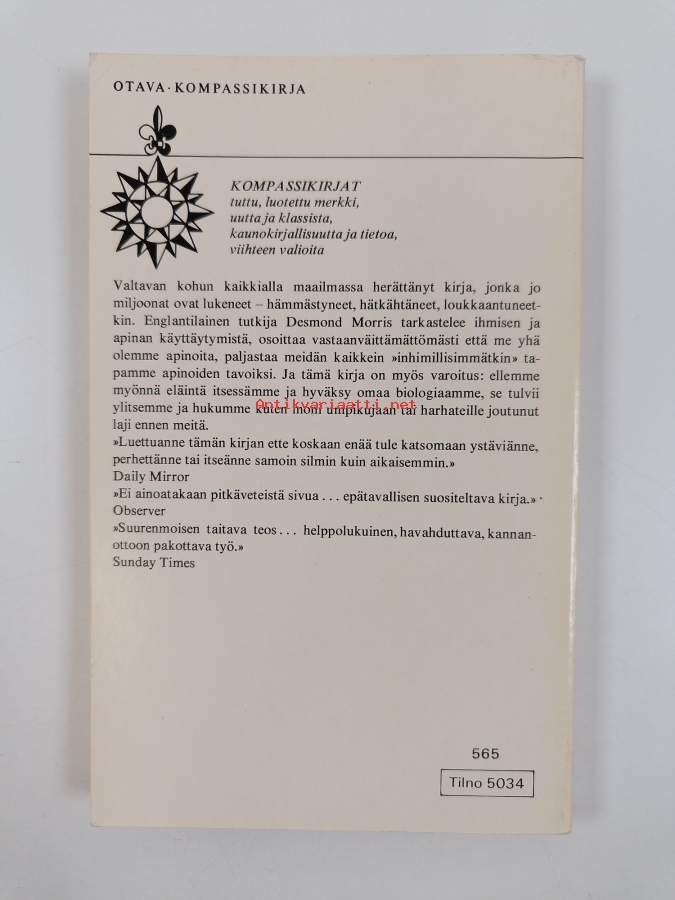 OTAVA · KOMPASSIKIRJA
KOMPASSIKIRJAT
tuttu, luotettu merkki,
uutta ja klassista,
kaunokirjallisuutta ja tietoa,
viihteen valioita
Valtavan kohun kaikkialla maailmassa herättänyt kirja, jonka jo
miljoonat ovat lukeneet – hämmästyneet, hätkähtäneet, loukkaantuneet-
kin. Englantilainen tutkija Desmond Morris tarkastelee ihmisen ja
apinan käyttäytymistä, osoittaa vastaanväittämättömästi että me yhä
olemme apinoita, paljastaa meidän kaikkein »inhimillisimmätkin» ta-
pamme apinoiden tavoiksi. Ja tämä kirja on myös varoitus: ellemme
myönnä eläintä itsessämme ja hyväksy omaa biologiaamme, se tulvii
ylitsemme ja hukumme kuten moni umpikujaan tai harhateille joutunut
Antikvariaatti.net
laji ennen meitä.
»Luettuanne tämän kirjan ette koskaan enää tule katsomaan ystäviänne,
perhettänne tai itseänne samoin silmin kuin aikaisemmin.»
Daily Mirror
»Ei ainoatakaan pitkäveteistä sivua ... epätavallisen suositeltava kirja.»
Observer
»Suurenmoisen taitava teos ... helppolukuinen, havahduttava, kannan-
ottoon pakottava työ.»
Sunday Times
565
Tilno 5034